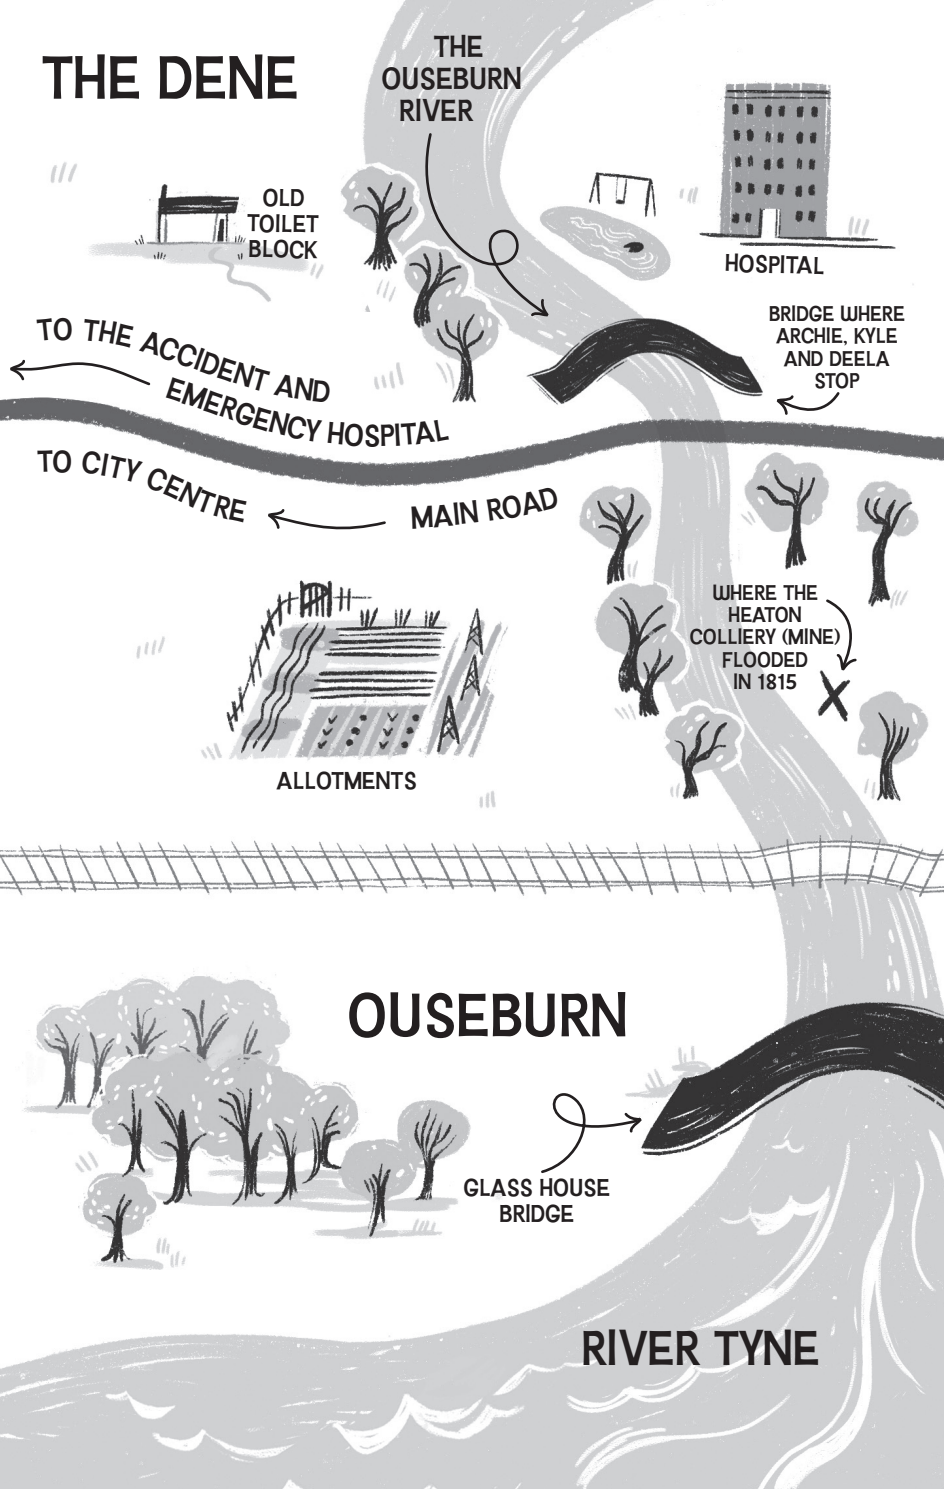 THE DENE
THE
OUSEBURN
RIVER
OLD
TOILET
BLOCK
HOSPITAL
BRIDGE WHERE
ARCHIE, KYLE
AND DEELA
STOP
TO THE ACCIDENT AND
EMERGENCY HOSPITAL
TO CITY CENTRE
MAIN ROAD
WHERE THE
HEATON
COLLIERY (MINE)
FLOODED
IN 1815
ALLOTMENTS
OUSEBURN
GLASS HOUSE
BRIDGE
RIVER TYNE